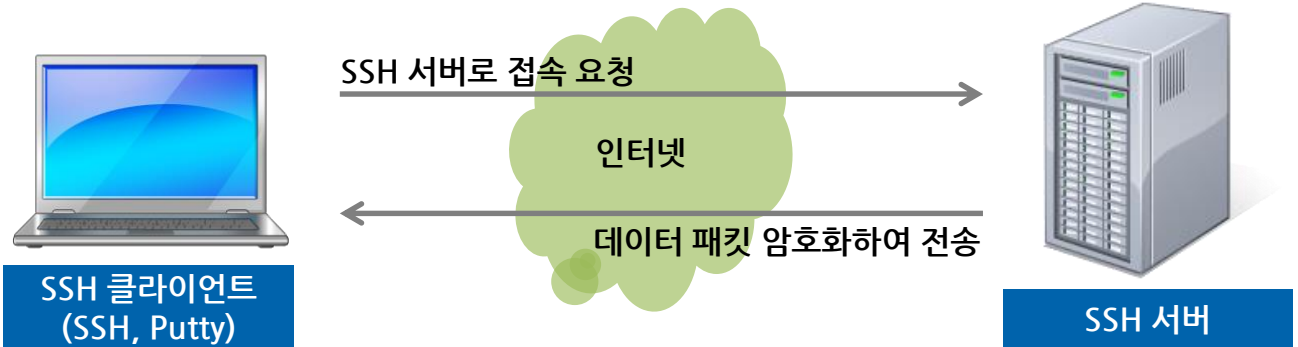 SSH 서버로 접속 요청
인터넷
데이터 패킷 암호화하여 전송
SSH 클라이언트
(SSH, Putty)
SSH 서버